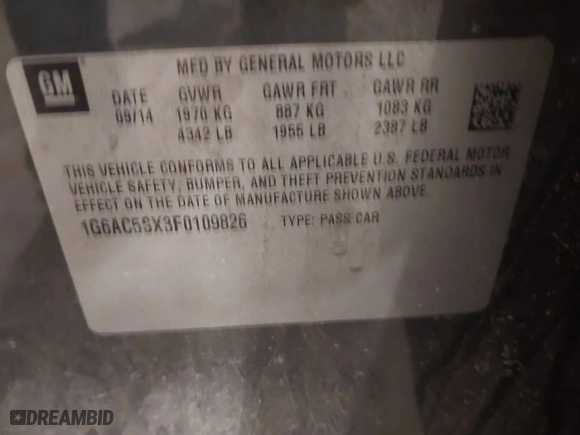 GM
MFD BY GENERAL MOTORS LLC
DATE GVWR GAWR FRT GAWR RR
09/14 1970 KG 887 KG 1083 KG
4342 LB 1955 LB 2387 LB
THIS VEHICLE CONFORMS TO ALL APPLICABLE U.S. FEDERAL MOTOR
VEHICLE SAFETY, BUMPER, AND THEFT PREVENTION STANDARDS IN
EFFECT ON THE DATE OF MANUFACTURE SHOWN ABOVE.
1G6AC5SX3F0109826 TYPE: PASS CAR
DREAMBID